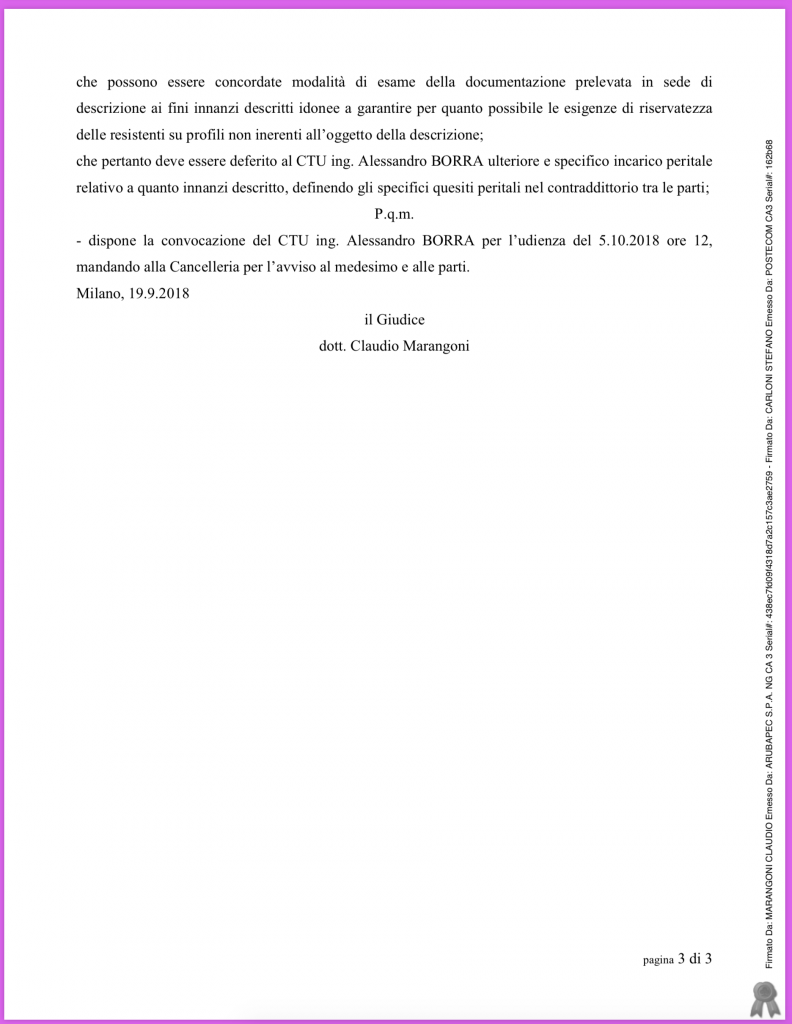 che possono essere concordate modalità di esame della documentazione prelevata in sede di
descrizione ai fini innanzi descritti idonee a garantire per quanto possibile le esigenze di riservatezza
delle resistenti su profili non inerenti all’oggetto della descrizione;
che pertanto deve essere deferito al CTU ing. Alessandro BORRA ulteriore e specifico incarico peritale
relativo a quanto innanzi descritto, definendo gli specifici quesiti peritali nel contraddittorio tra le parti;
P.q.m.
- dispone la convocazione del CTU ing. Alessandro BORRA per l’udienza del 5.10.2018 ore 12,
mandando alla Cancelleria per l’avviso al medesimo e alle parti.
Milano, 19.9.2018
il Giudice
dott. Claudio Marangoni
pagina 3 di 3
Firmato Da: MARANGONI CLAUDIO Emesso Da: ARUBAPEC S.P.A. NG CA 3 Serial#: 438ec7fd09f4318d7a2c157c3ae2759 - Firmato Da: CARLONI STEFANO Emesso Da: POSTECOM CA3 Serial#: 162b68